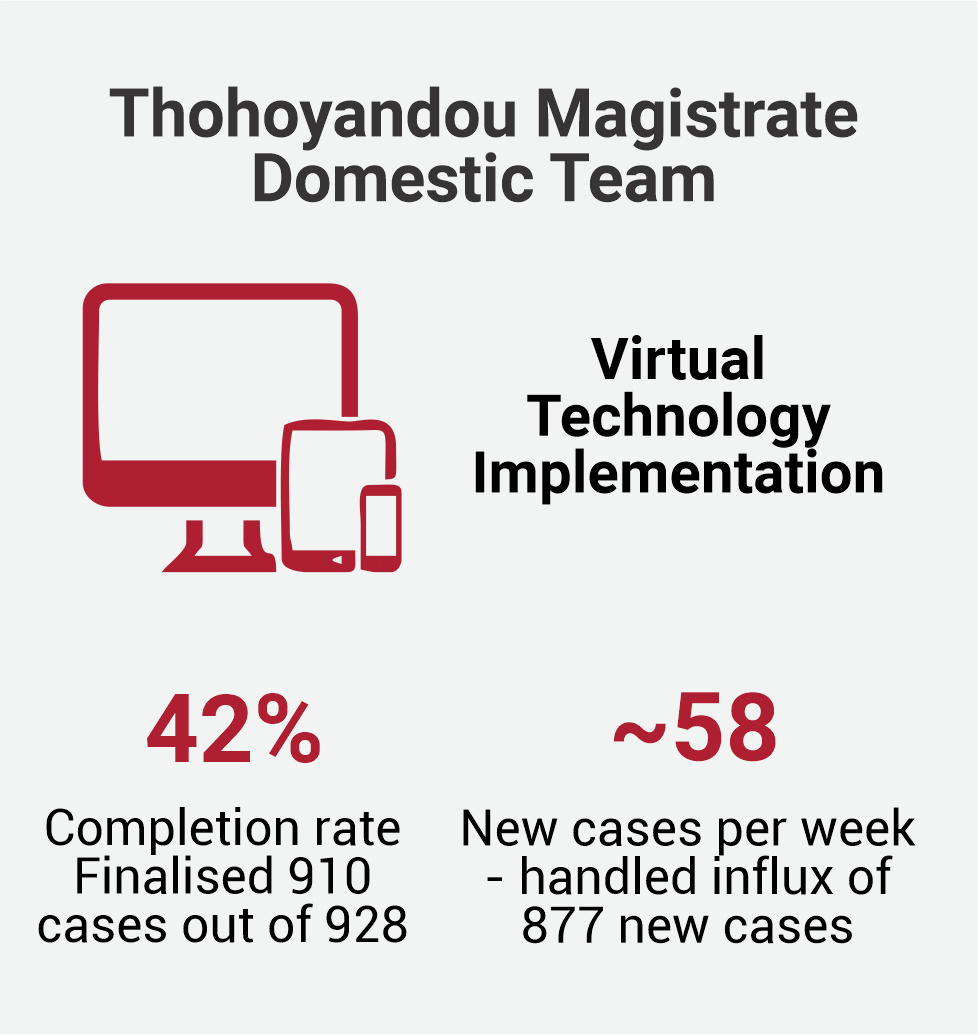 Thohoyandou Magistrate
Domestic Team
Virtual
Technology
Implementation
42%
Completion rate
Finalised 910
cases out of 928
~58
New cases per week
- handled influx of
877 new cases